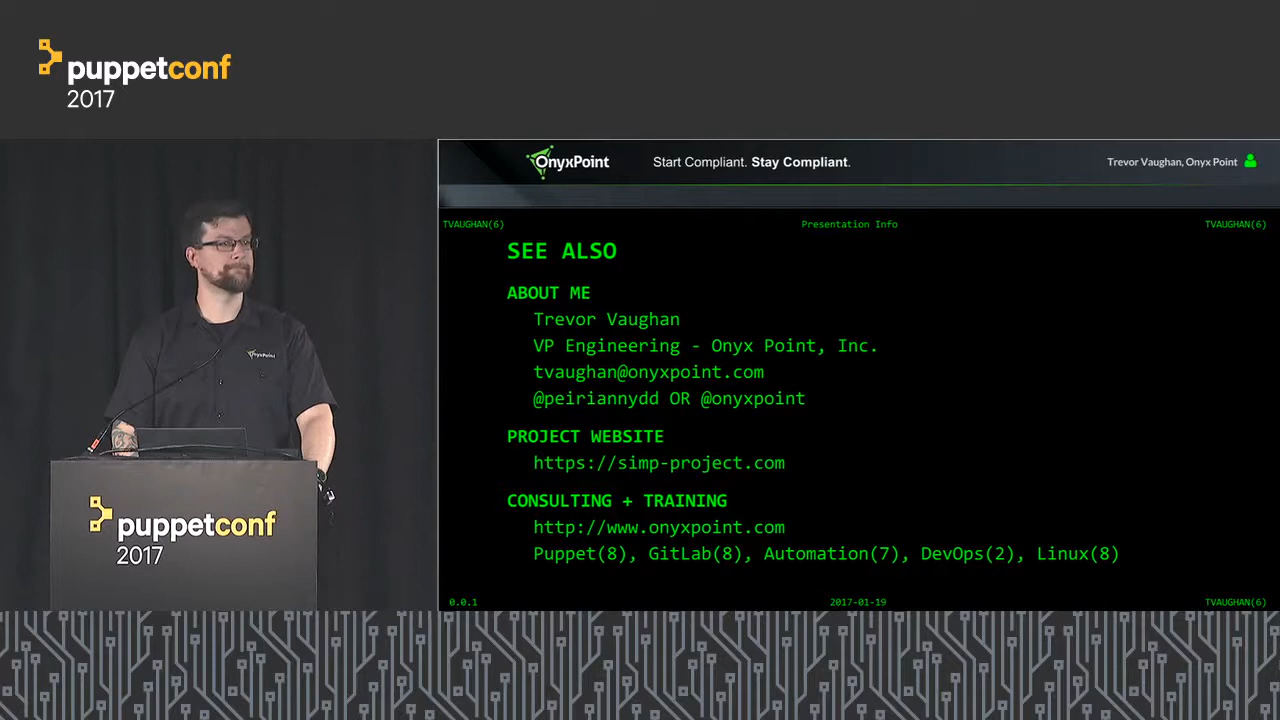 puppetconf
2017
OnyxPoint
Start Compliant. Stay Compliant.
Trevor Vaughan, Onyx Point
TVAUGHAN(6) Presentation Info TVAUGHAN(6)
SEE ALSO
ABOUT ME
Trevor Vaughan
VP Engineering - Onyx Point, Inc.
tvaughan@onyxpoint.com
@peiriannydd OR @onyxpoint
PROJECT WEBSITE
https://simp-project.com
CONSULTING + TRAINING
http://www.onyxpoint.com
Puppet(8), GitLab(8), Automation(7), DevOps(2), Linux(8)
0.0.1 2017-01-19 TVAUGHAN(6)
OnyxPoint
puppetconf
2017